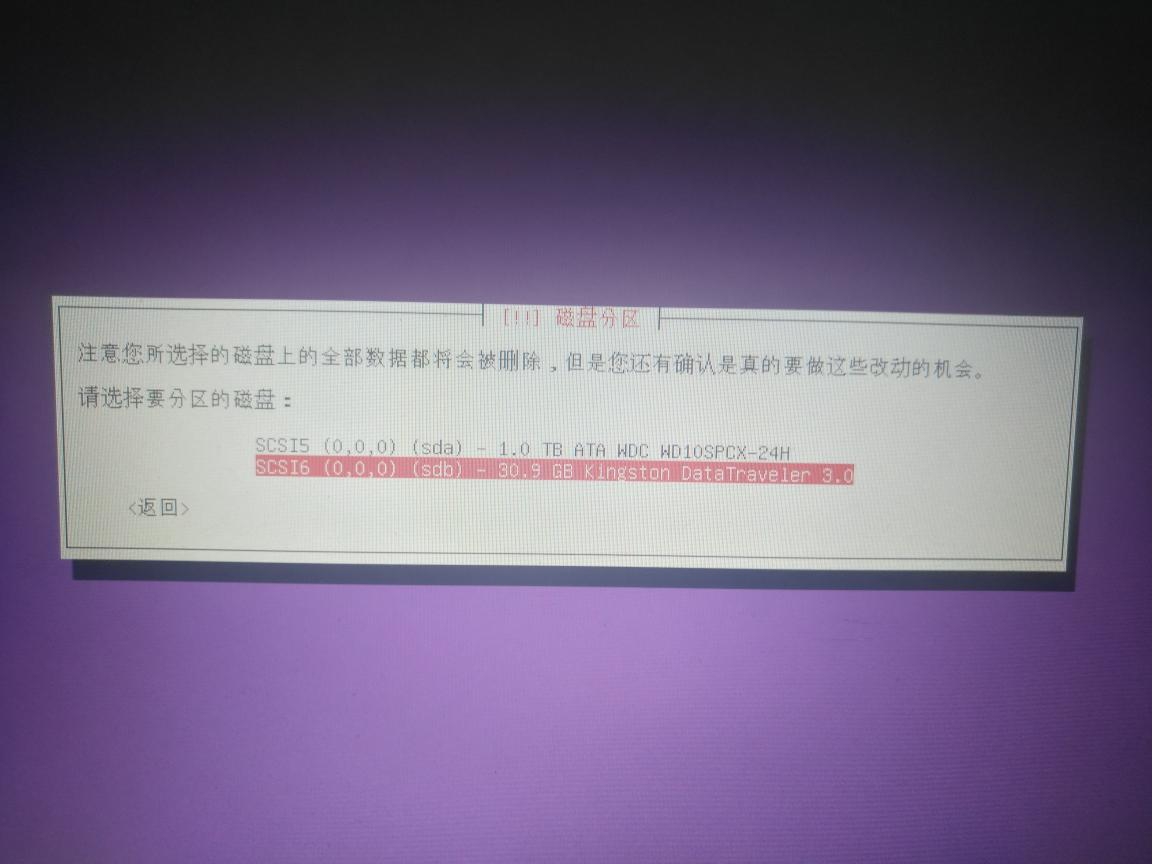 [!!] 磁盘分区
注意您所选择的磁盘上的全部数据都将会被删除，但是您还有确认是真的要做这些改动的机会。
请选择要分区的磁盘：
SCSI5 (0,0,0) (sda) - 1.0 TB ATA WDC WD10SPCX-24H
SCSI6 (0,0,0) (sdb) - 30.9 GB Kingston DataTraveler 3.0
<返回>